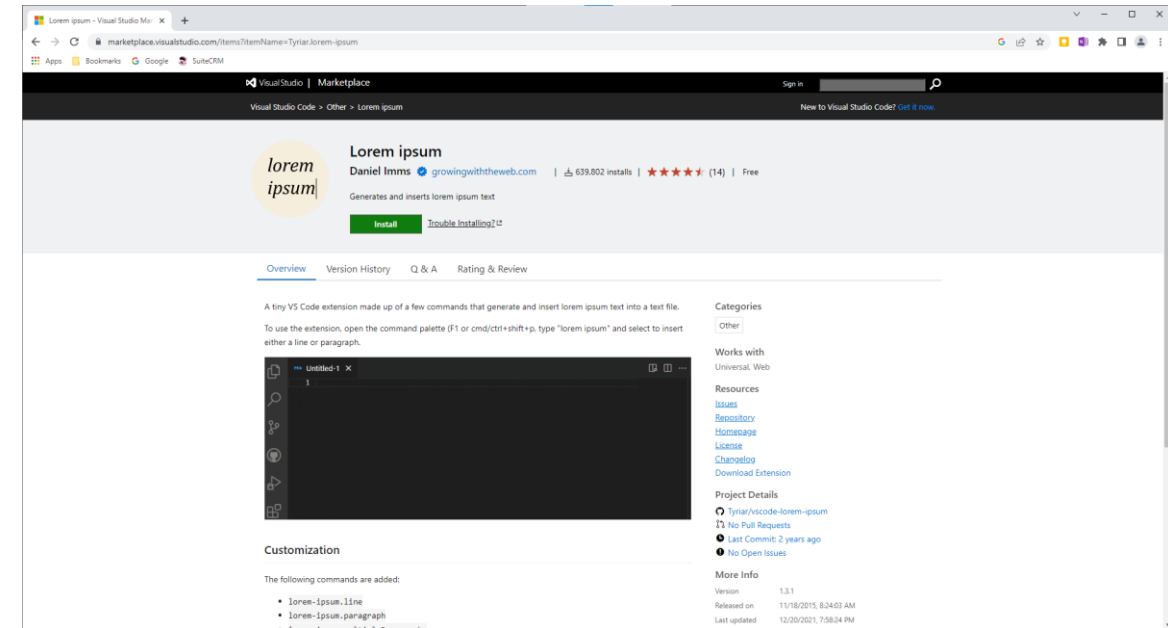 Lorem ipsum - Visual Studio Mar
marketplace.visualstudio.com/items?itemName=Tyriar.lorem-ipsum
Apps Bookmarks G Google SuiteCRM
Visual Studio | Marketplace
Sign in
Visual Studio Code > Other > Lorem ipsum
New to Visual Studio Code? Get it now.
lorem
ipsum
Lorem ipsum
Daniel Imms growingwiththeweb.com | 639.802 installs | (14) | Free
Generates and inserts lorem ipsum text
Install Trouble Installing?
Overview Version History Q & A Rating & Review
A tiny VS Code extension made up of a few commands that generate and insert lorem ipsum text into a text file.
To use the extension, open the command palette (F1 or cmd/ctrl+shift+p, type "lorem ipsum" and select to insert
either a line or paragraph.
Untitled-1
1
Customization
The following commands are added:
lorem-ipsum.line
lorem-ipsum.paragraph
Categories
Other
Works with
Universal, Web
Resources
Issues
Repository
Homepage
License
Changelog
Download Extension
Project Details
Tyriar/vscode-lorem-ipsum
No Pull Requests
Last Commit: 2 years ago
No Open Issues
More Info
Version 1.3.1
Released on 11/18/2015, 8:24:03 AM
Last updated 12/20/2021, 7:58:24 PM